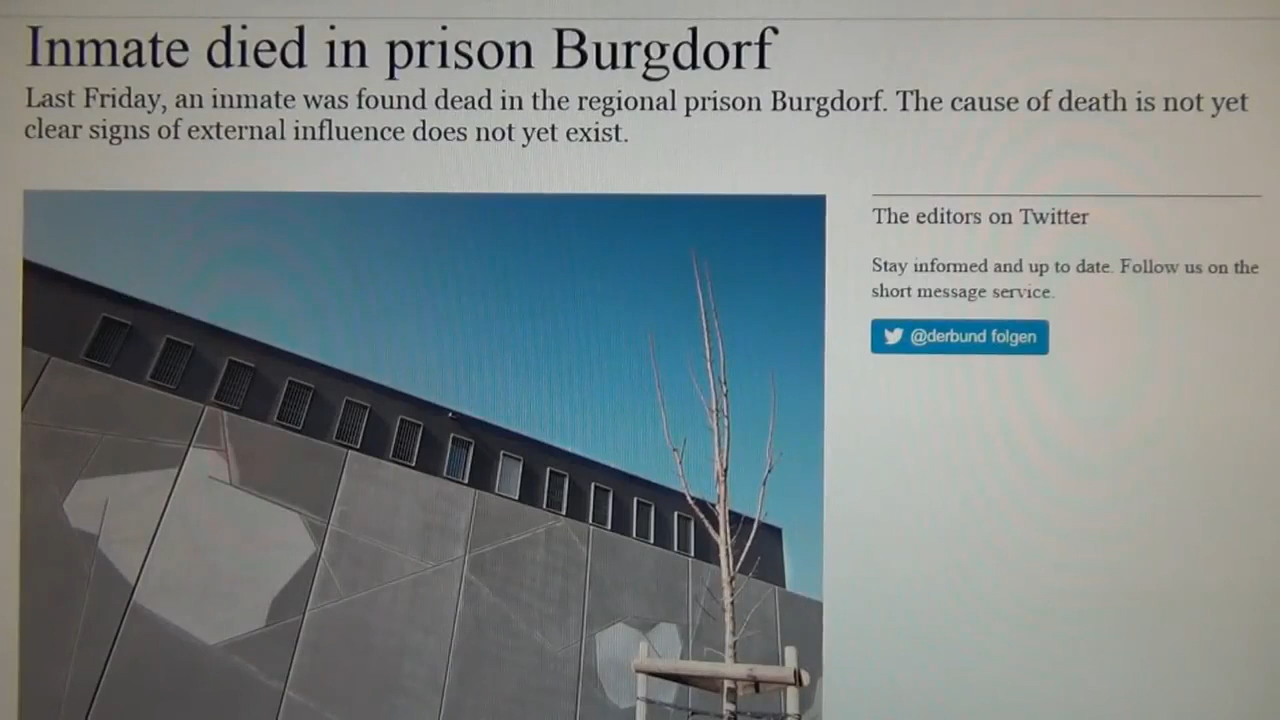 Inmate died in prison Burgdorf
Last Friday, an inmate was found dead in the regional prison Burgdorf. The cause of death is not yet
clear signs of external influence does not yet exist.
The editors on Twitter
Stay informed and up to date. Follow us on the
short message service.
@derbund folgen